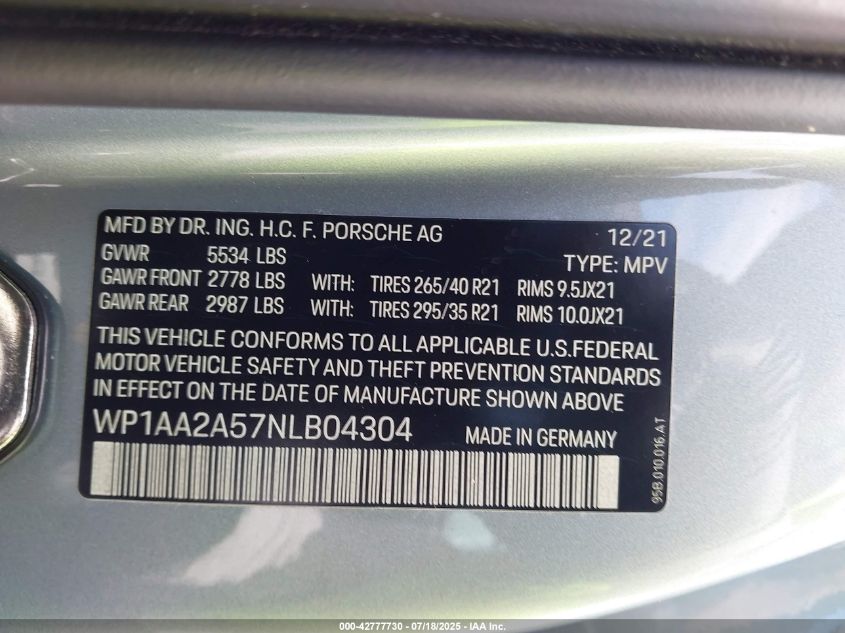 MFD BY DR. ING. H.C. F. PORSCHE AG 12/21
GVWR 5534 LBS TYPE: MPV
GAWR FRONT 2778 LBS WITH: TIRES 265/40 R21 RIMS 9.5JX21
GAWR REAR 2987 LBS WITH: TIRES 295/35 R21 RIMS 10.0JX21
THIS VEHICLE CONFORMS TO ALL APPLICABLE U.S.FEDERAL
MOTOR VEHICLE SAFETY AND THEFT PREVENTION STANDARDS
IN EFFECT ON THE DATE OF MANUFACTURE SHOWN ABOVE
WP1AA2A57NLB04304 MADE IN GERMANY
95B.010.016.AT
000-42777730 - 07/18/2025 - IAA Inc.